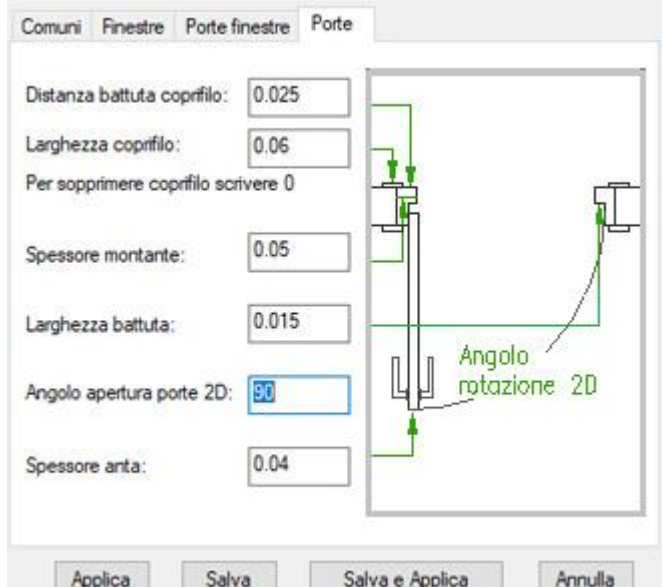 Comuni Finestre Porte finestre Porte
Distanza battuta coprifilo: 0.025
Larghezza coprifilo: 0.06
Per sopprimere coprifilo scrivere 0
Spessore montante: 0.05
Larghezza battuta: 0.015
Angolo apertura porte 2D: 90
Spessore anta: 0.04
Angolo
rotazione 2D
Applica Salva Salva e Applica Annulla